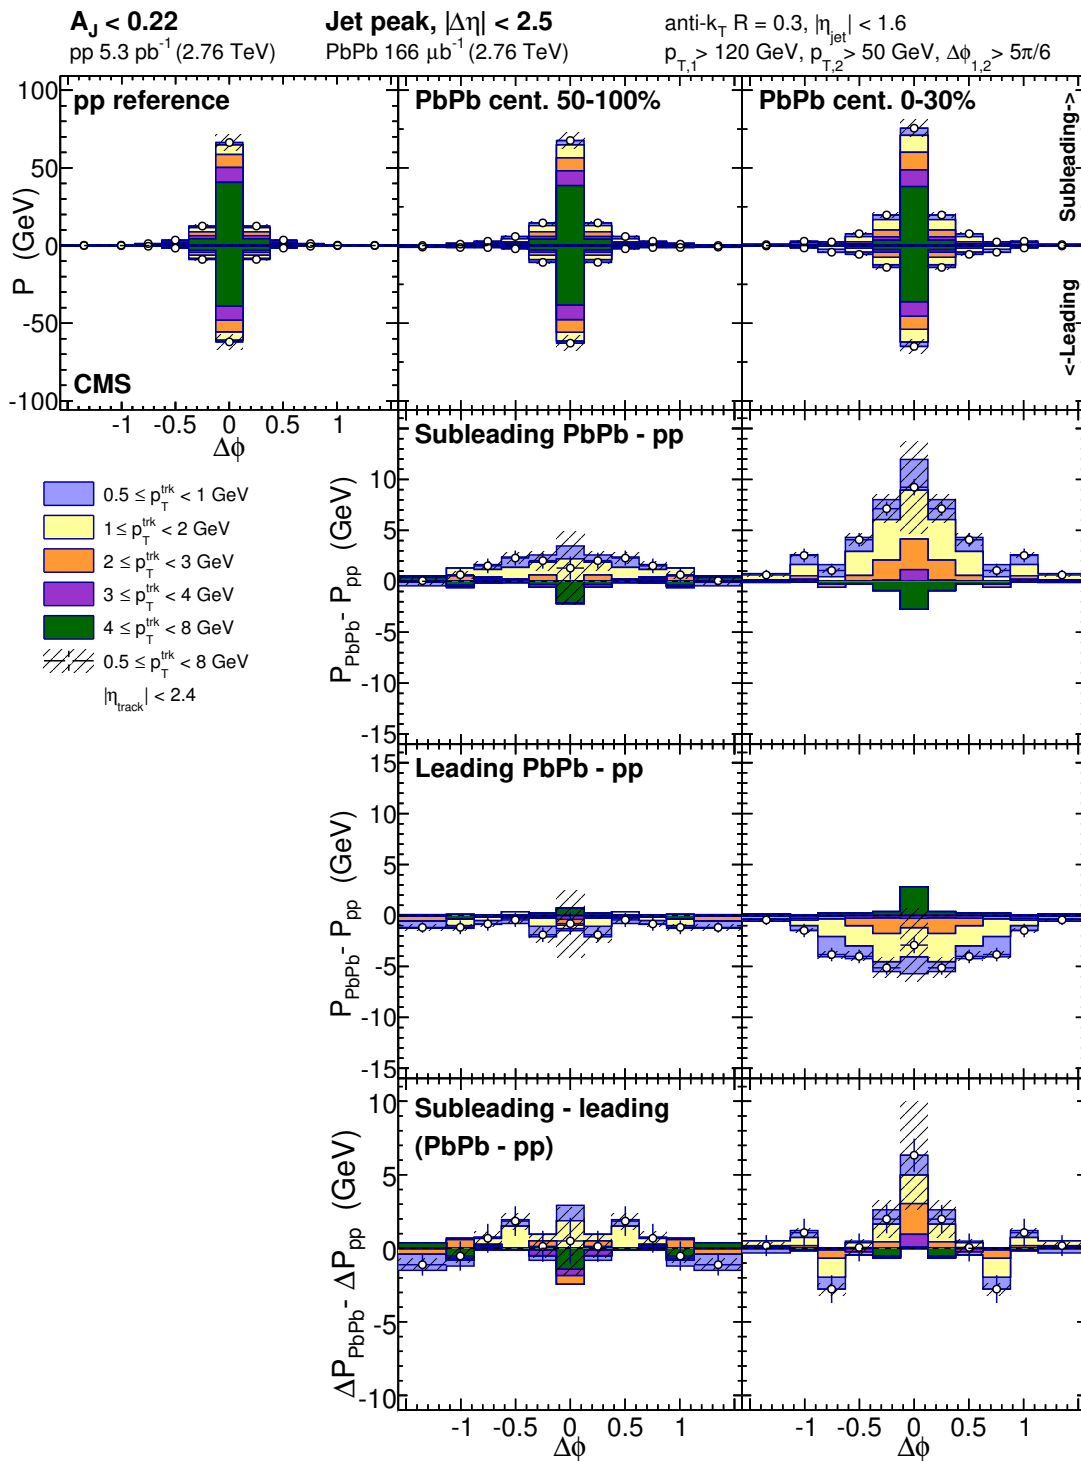 A_J < 0.22
Jet peak, |Δη| < 2.5
anti-k_T R = 0.3, |η_jet| < 1.6
pp 5.3 pb⁻¹ (2.76 TeV)
PbPb 166 μb⁻¹ (2.76 TeV)
p_T,1 > 120 GeV, p_T,2 > 50 GeV, Δϕ_1,2 > 5π/6
pp reference
PbPb cent. 50-100%
PbPb cent. 0-30%
100
50
0
-50
-100
P (GeV)
Subleading->
<-Leading
CMS
-1 -0.5 0 0.5 1
Δϕ
0.5 ≤ p_T^trk < 1 GeV
1 ≤ p_T^trk < 2 GeV
2 ≤ p_T^trk < 3 GeV
3 ≤ p_T^trk < 4 GeV
4 ≤ p_T^trk < 8 GeV
0.5 ≤ p_T^trk < 8 GeV
|η_track| < 2.4
Subleading PbPb - pp
10
5
0
-5
-10
-15
P_PbPb - P_pp (GeV)
Leading PbPb - pp
15
10
5
0
-5
-10
-15
P_PbPb - P_pp (GeV)
Subleading - leading
(PbPb - pp)
10
5
0
-5
-10
ΔP_PbPb - ΔP_pp (GeV)
-1 -0.5 0 0.5 1
Δϕ
-1 -0.5 0 0.5 1
Δϕ